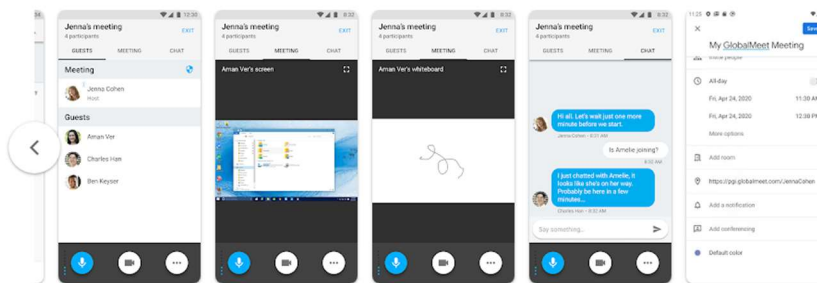 12:30
Jenna's meeting
4 participants
EXIT
GUESTS MEETING CHAT
Meeting
Jenna Cohen
Host
Guests
Aman Ver
Charles Han
Ben Keyser
8:32
Jenna's meeting
4 participants
EXIT
GUESTS MEETING CHAT
Aman Ver's screen
8:32
Jenna's meeting
4 participants
EXIT
GUESTS MEETING CHAT
Aman Ver's whiteboard
8:32
Jenna's meeting
4 participants
EXIT
GUESTS MEETING CHAT
Hi all. Let's wait just one more
minute before we start.
Jenna Cohen - 8:31 AM
Is Amelie joining?
8:32 AM
I just chatted with Amelie, it
looks like she's on her way.
Probably be here in a few
minutes...
Charles Han - 8:32 AM
Say something..
11:25
Save
My GlobalMeet Meeting
Invite people
All-day
Fri, Apr 24, 2020 11:30 AM
Fri, Apr 24, 2020 12:30 PM
More options
Add room
https://pgi.globalmeet.com/JennaCohen
Add a notification
Add conferencing
Default color